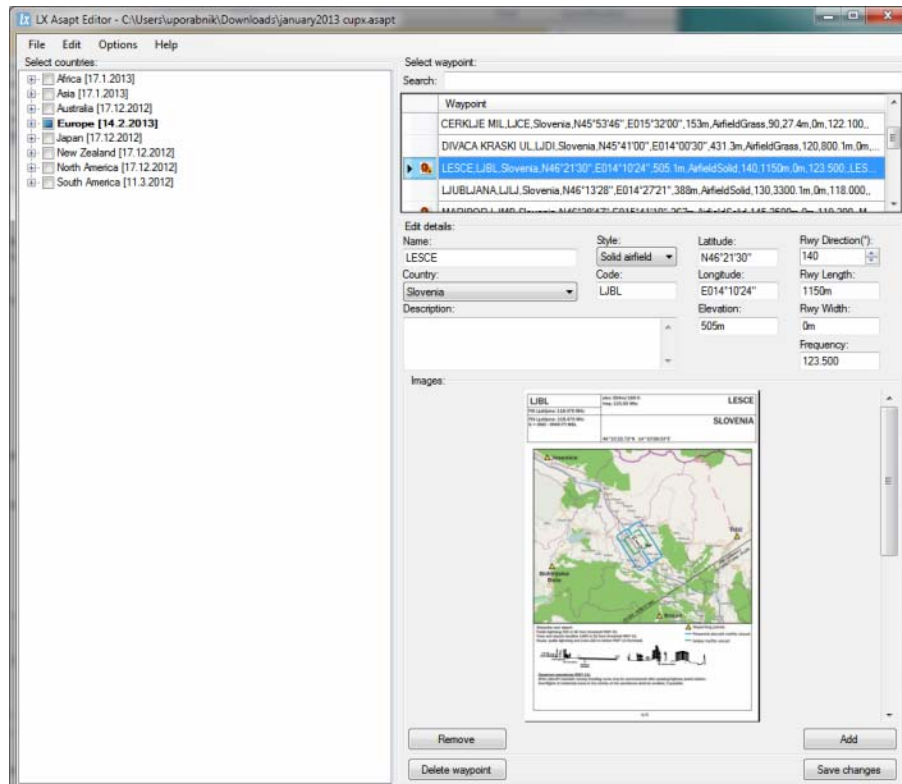 LX Asapt Editor - C:\Users\uporabnik\Downloads\january2013 cupx.asapt
File Edit Options Help
Select countries:
Africa [17.1.2013]
Asia [17.1.2013]
Australia [17.12.2012]
Europe [14.2.2013]
Japan [17.12.2012]
New Zealand [17.12.2012]
North America [17.12.2012]
South America [11.3.2012]
Select waypoint:
Search:
Waypoint
CERKLJE MIL,LJCE,Slovenia,N45°53'46",E015°32'00",153m,AirfieldGrass,90,27.4m,0m,122.100,,
DIVACA KRASKI UL,LJDI,Slovenia,N45°41'00",E014°00'30",431.3m,AirfieldGrass,120,800.1m,0m,...
LESCE,LJBL,Slovenia,N46°21'30",E014°10'24",505.1m,AirfieldSolid,140,1150m,0m,123.500,,LES...
LJUBLJANA,LJLJ,Slovenia,N46°13'28",E014°27'21",388m,AirfieldSolid,130,3300.1m,0m,118.000,,
Edit details:
Name:
LESCE
Style:
Solid airfield
Latitude:
N46°21'30"
Rwy Direction(°):
140
Country:
Slovenia
Code:
LJBL
Longitude:
E014°10'24"
Rwy Length:
1150m
Description:
Elevation:
505m
Rwy Width:
0m
Frequency:
123.500
Images:
LJBL
LESCE
SLOVENIA
Jesenice
Bohinjska
Bela
Remove
Add
Delete waypoint
Save changes